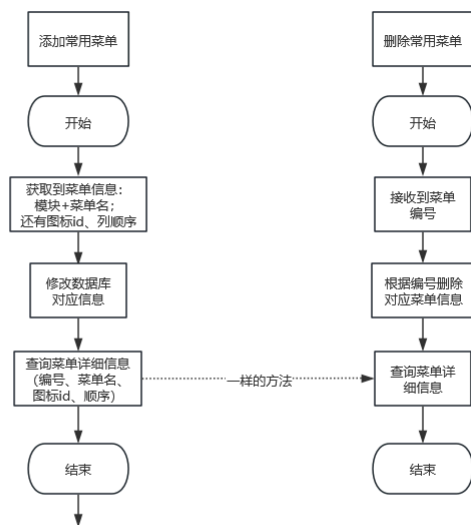 添加常用菜单
开始
获取到菜单信息：
模块+菜单名；
还有图标id、列顺序
修改数据库
对应信息
查询菜单详细信息
（编号、菜单名、
图标id、顺序）
结束
一样的方法
删除常用菜单
开始
接收到菜单
编号
根据编号删除
对应菜单信息
查询菜单详
细信息
结束